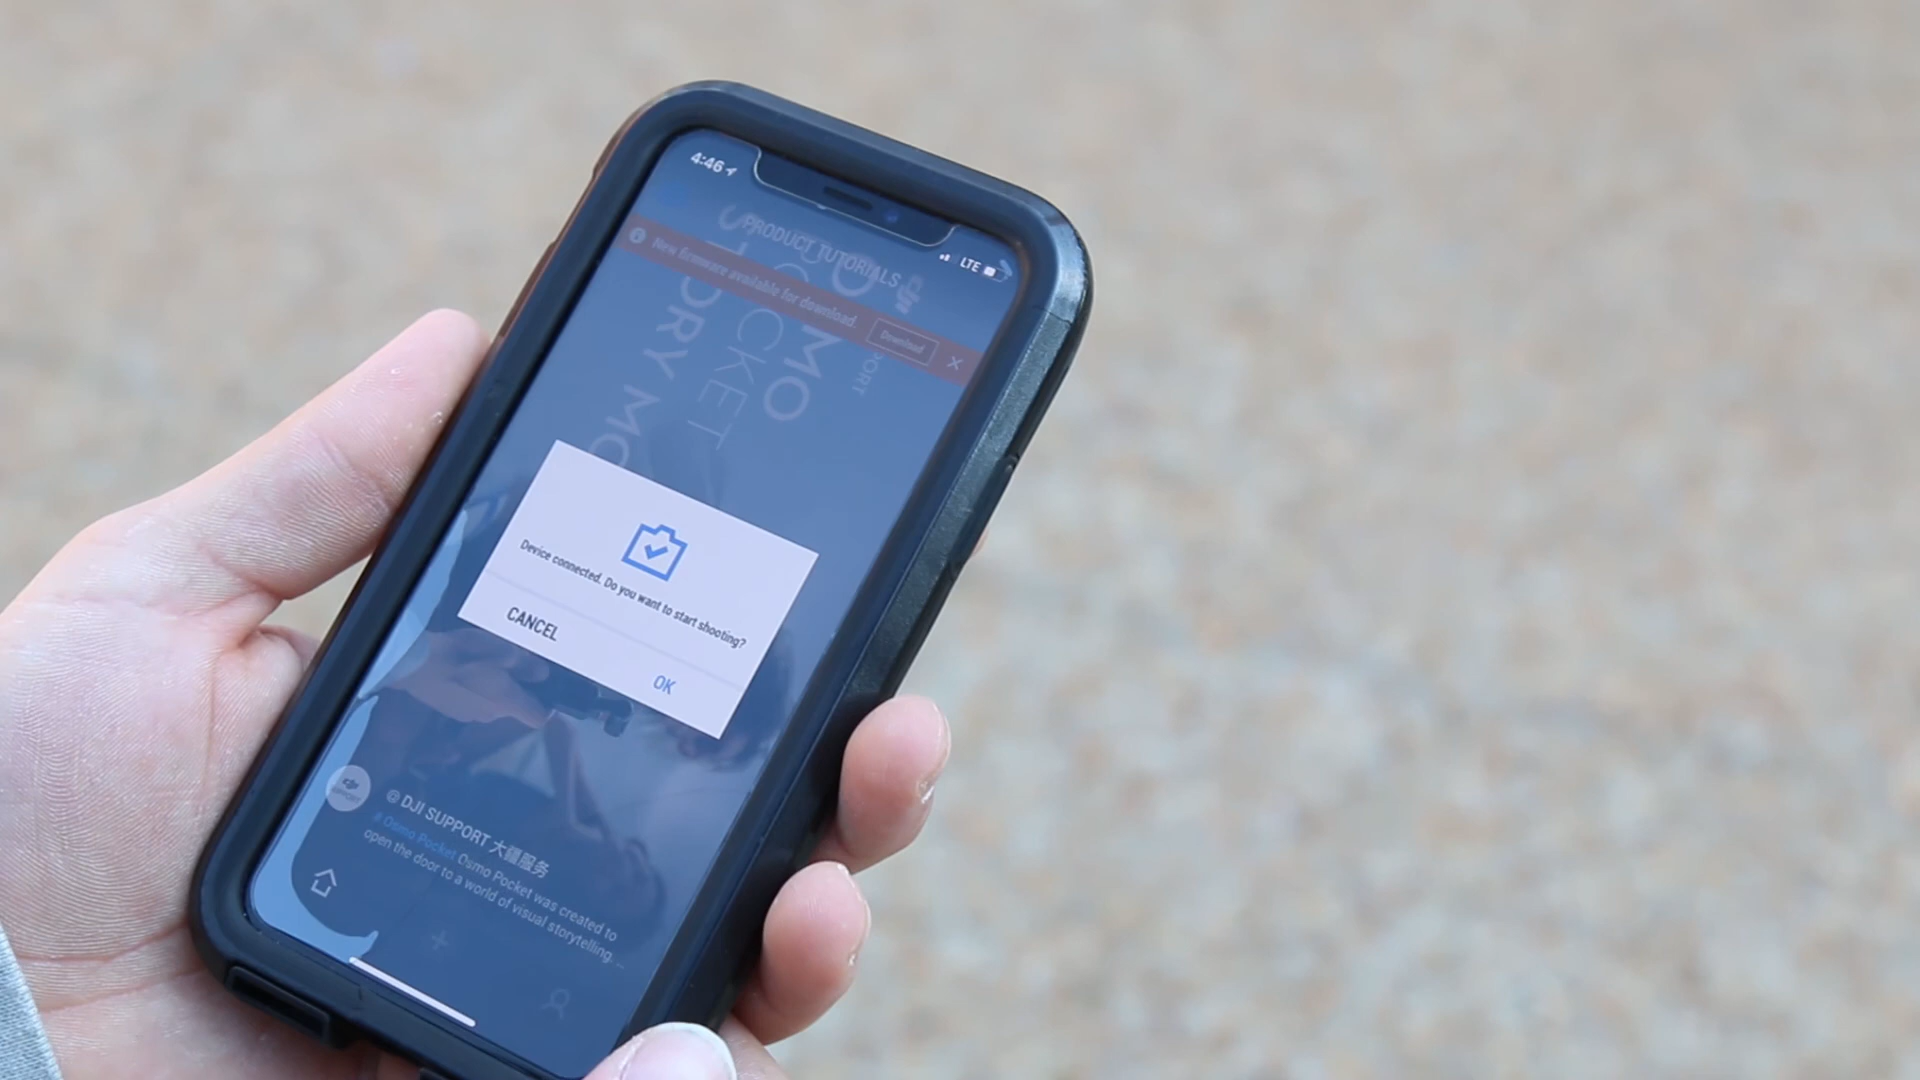 4:46
LTE
PRODUCT TUTORIALS
New firmware available for download.
Download
OSMO
POCKET
STORY MO
Device connected. Do you want to start shooting?
CANCEL
OK
@ DJI SUPPORT 大疆服务
# Osmo Pocket Osmo Pocket was created to
open the door to a world of visual storytelling. ...